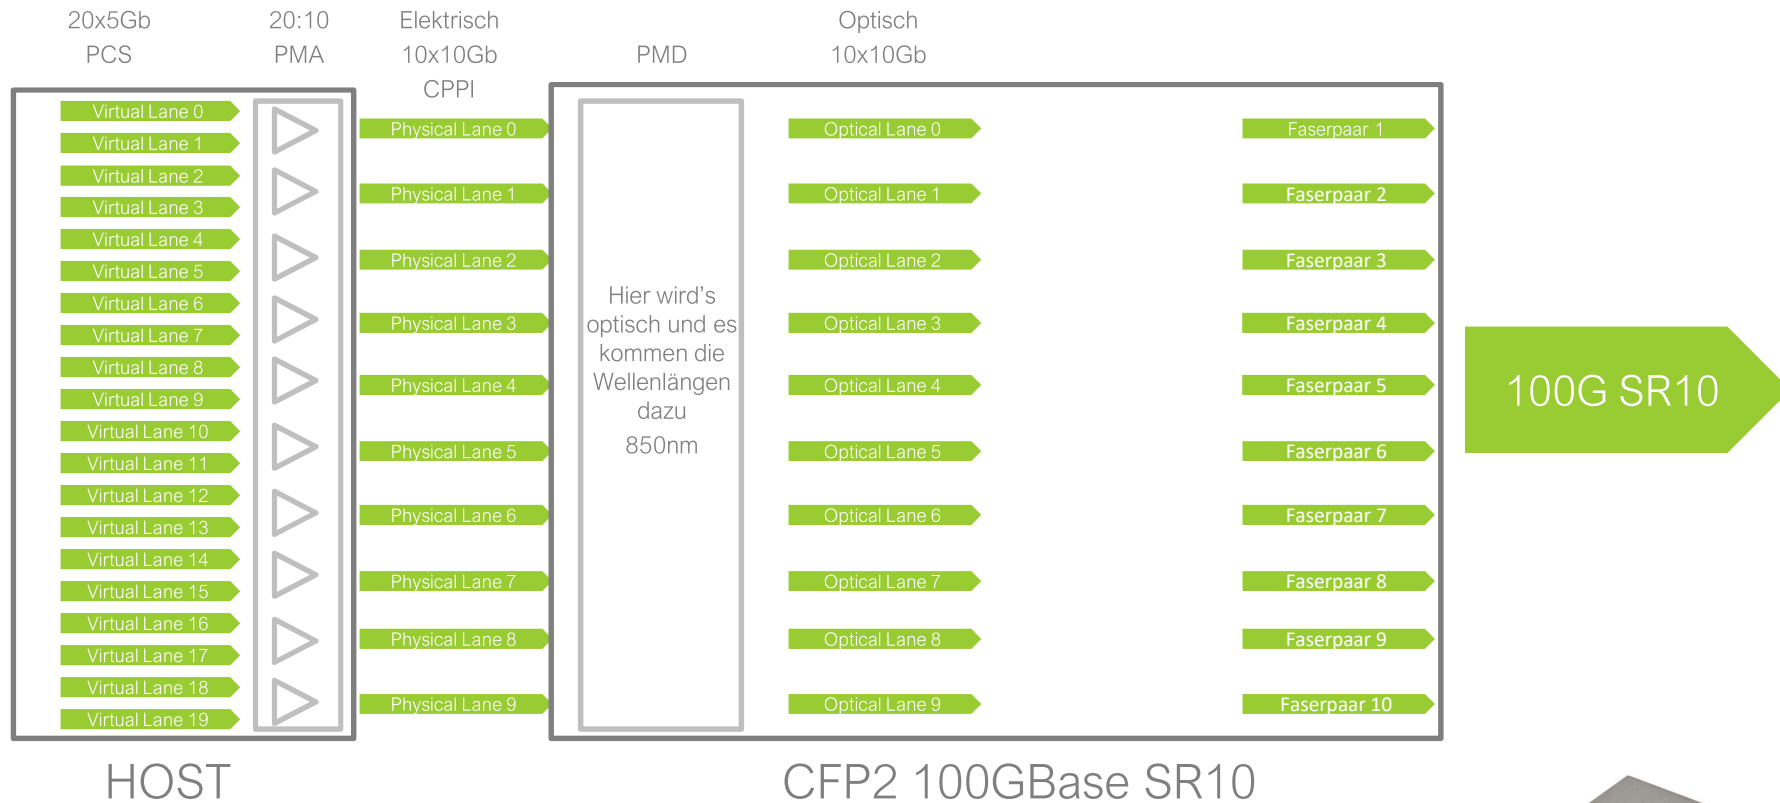 20x5Gb
PCS
20:10
PMA
Elektrisch
10x10Gb
CPPI
PMD
Optisch
10x10Gb
Virtual Lane 0
Virtual Lane 1
Virtual Lane 2
Virtual Lane 3
Virtual Lane 4
Virtual Lane 5
Virtual Lane 6
Virtual Lane 7
Virtual Lane 8
Virtual Lane 9
Virtual Lane 10
Virtual Lane 11
Virtual Lane 12
Virtual Lane 13
Virtual Lane 14
Virtual Lane 15
Virtual Lane 16
Virtual Lane 17
Virtual Lane 18
Virtual Lane 19
Physical Lane 0
Physical Lane 1
Physical Lane 2
Physical Lane 3
Physical Lane 4
Physical Lane 5
Physical Lane 6
Physical Lane 7
Physical Lane 8
Physical Lane 9
Hier wird's
optisch und es
kommen die
Wellenlängen
dazu
850nm
Optical Lane 0
Optical Lane 1
Optical Lane 2
Optical Lane 3
Optical Lane 4
Optical Lane 5
Optical Lane 6
Optical Lane 7
Optical Lane 8
Optical Lane 9
Faserpaar 1
Faserpaar 2
Faserpaar 3
Faserpaar 4
Faserpaar 5
Faserpaar 6
Faserpaar 7
Faserpaar 8
Faserpaar 9
Faserpaar 10
100G SR10
HOST
CFP2 100GBase SR10